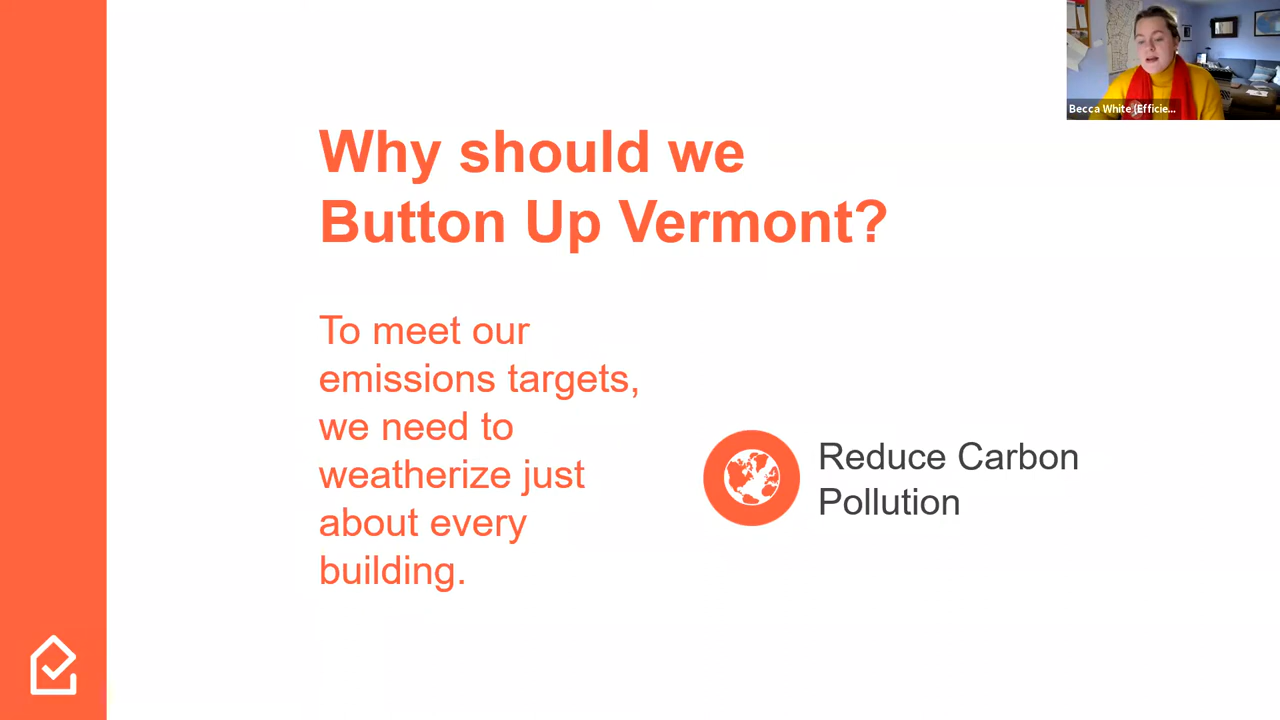 Becca White (Efficie...
Why should we
Button Up Vermont?
To meet our
emissions targets,
we need to
weatherize just
about every
building.
Reduce Carbon
Pollution